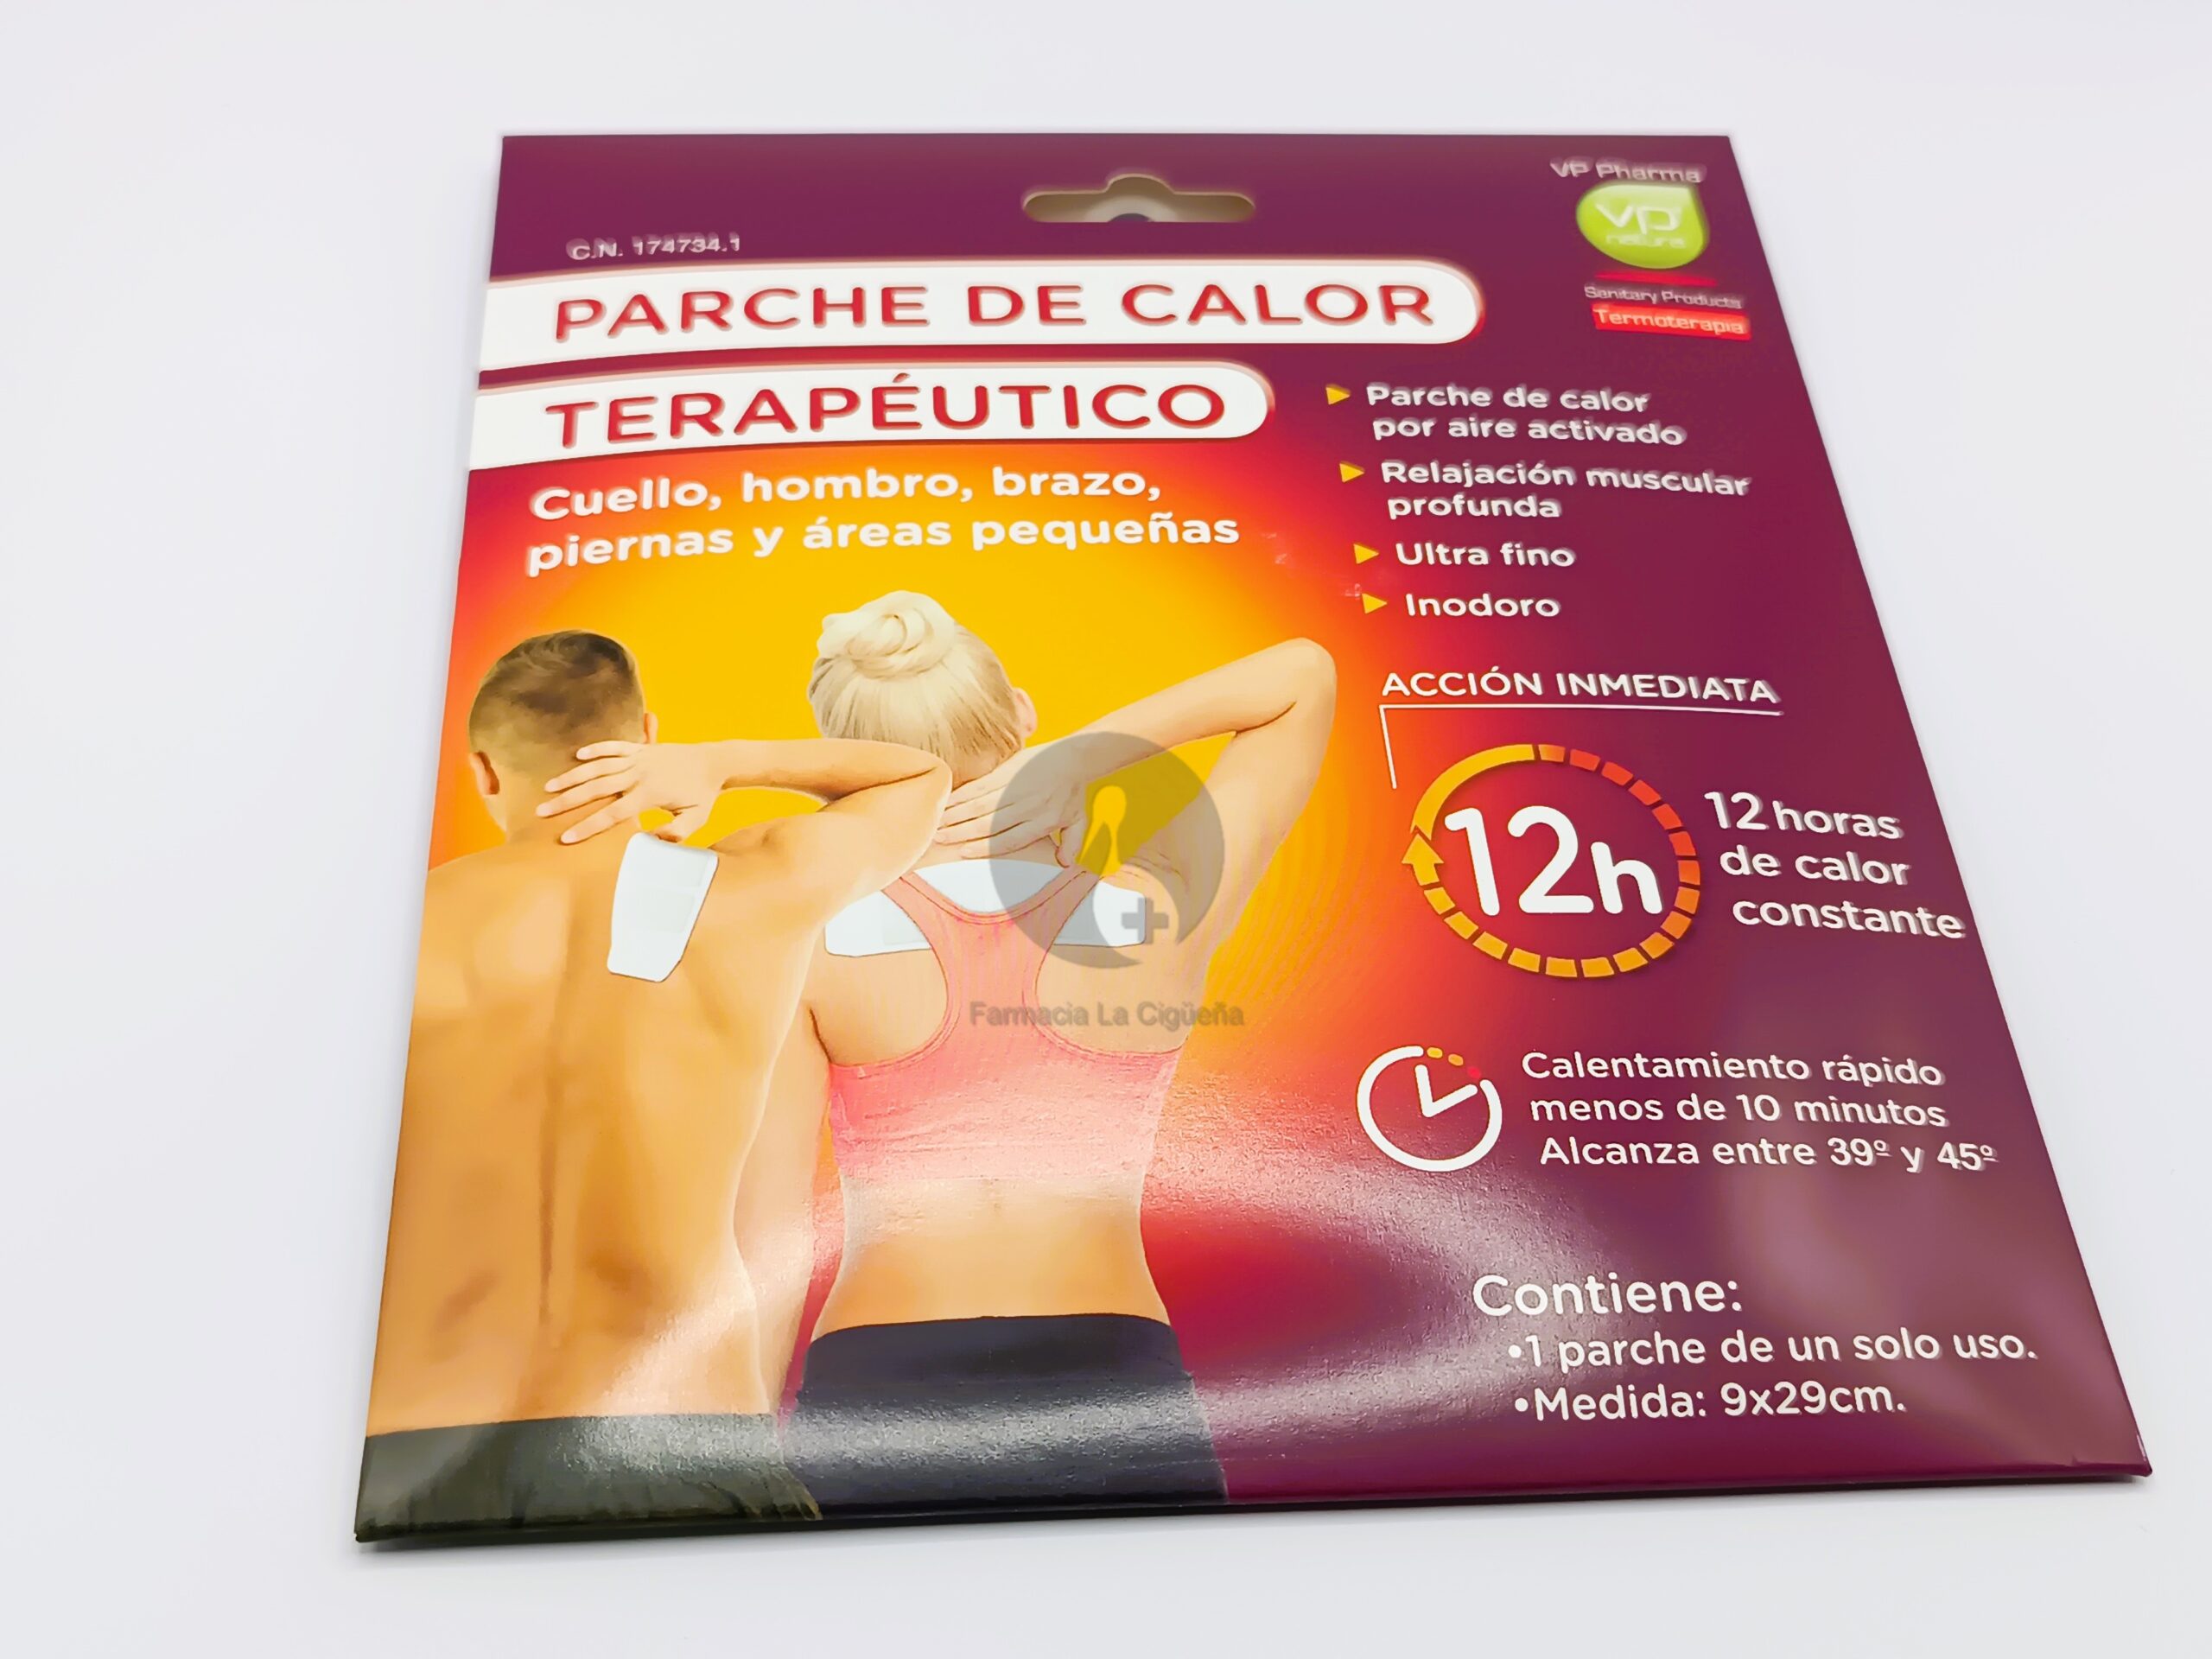 C.N. 174734.1
VP Pharma
vp
natura
Sanitary Products
Termoterapia
PARCHE DE CALOR
TERAPÉUTICO
Cuello, hombro, brazo,
piernas y áreas pequeñas
Parche de calor
por aire activado
Relajación muscular
profunda
Ultra fino
Inodoro
ACCIÓN INMEDIATA
12h
12 horas
de calor
constante
Farmacia La Cigüeña
Calentamiento rápido
menos de 10 minutos
Alcanza entre 39º y 45º
Contiene:
•1 parche de un solo uso.
•Medida: 9x29cm.